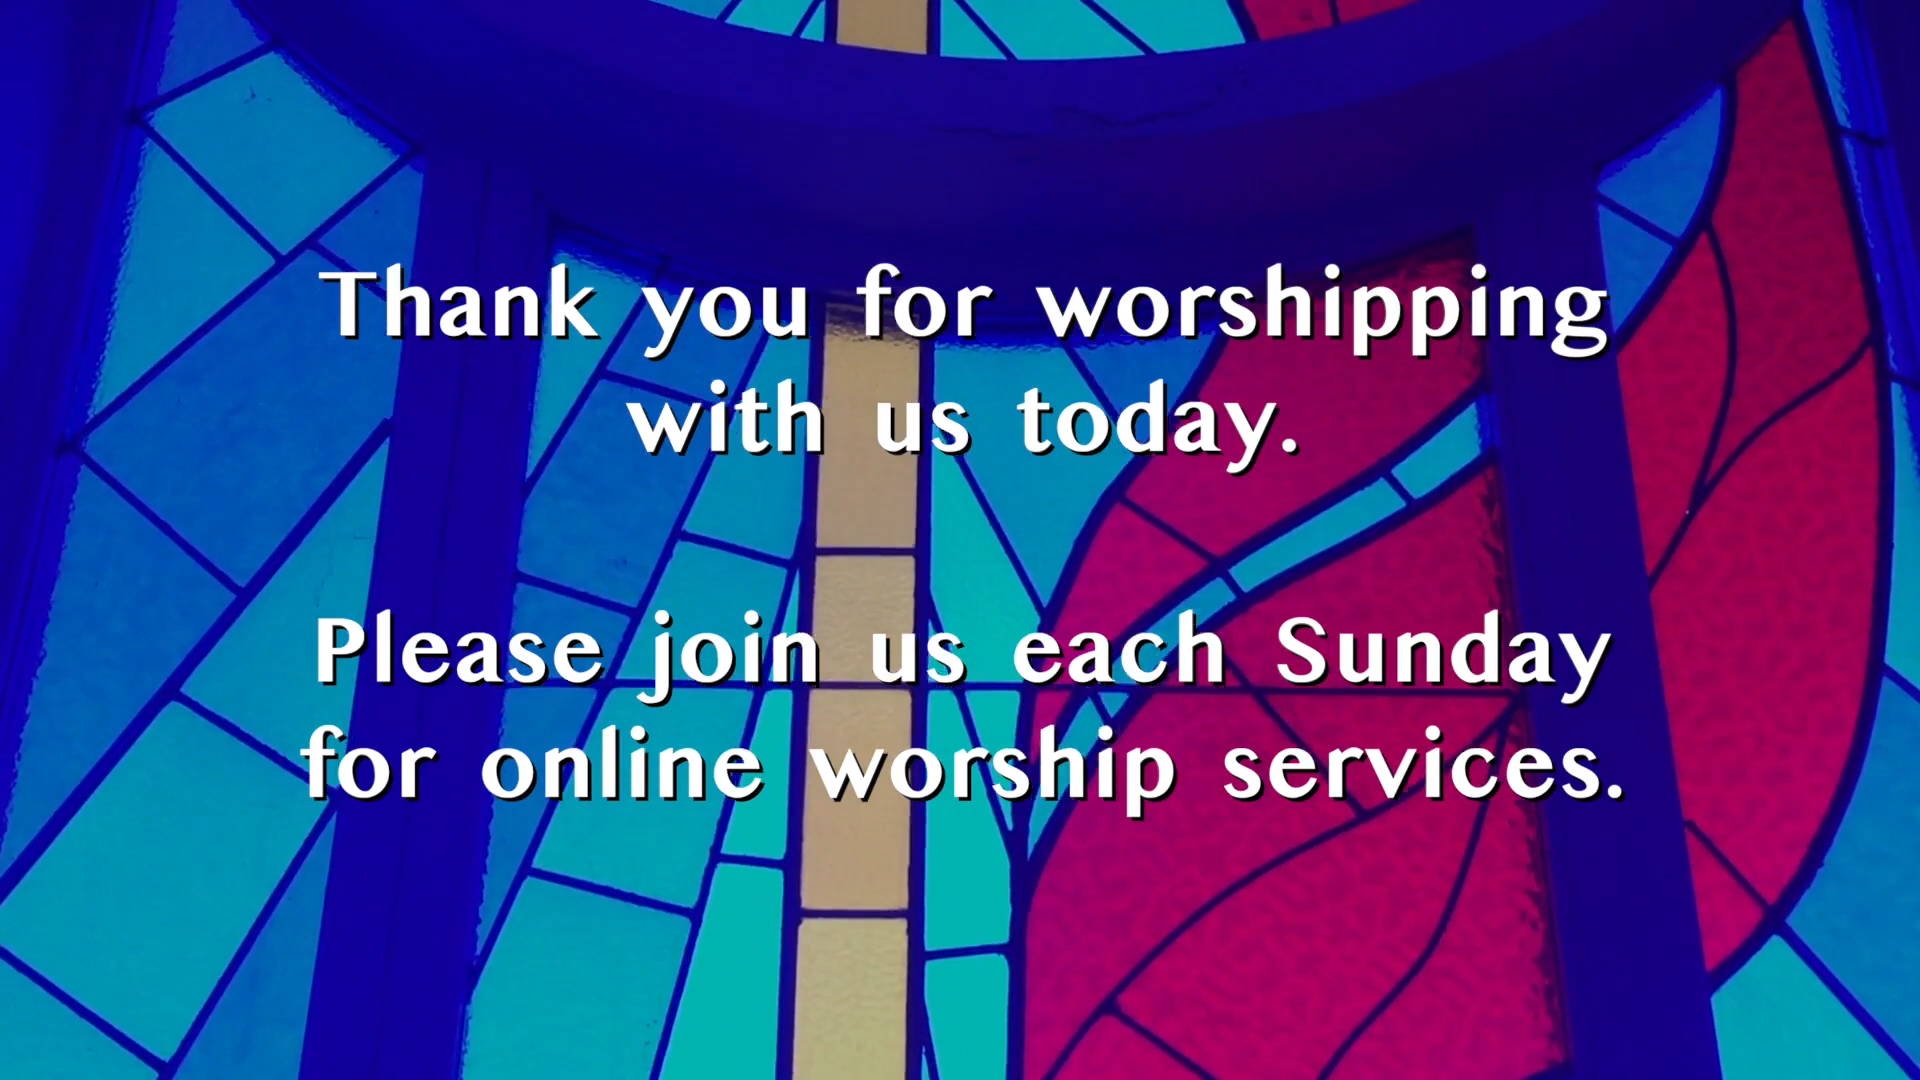 Thank you for worshipping
with us today.
Please join us each Sunday
for online worship services.